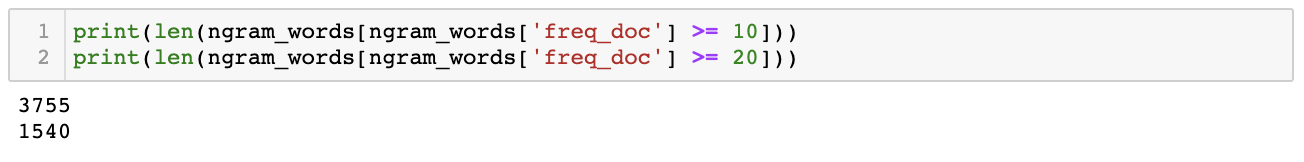 1 print(len(ngram_words[ngram_words['freq_doc'] >= 10]))
2 print(len(ngram_words[ngram_words['freq_doc'] >= 20]))
3755
1540